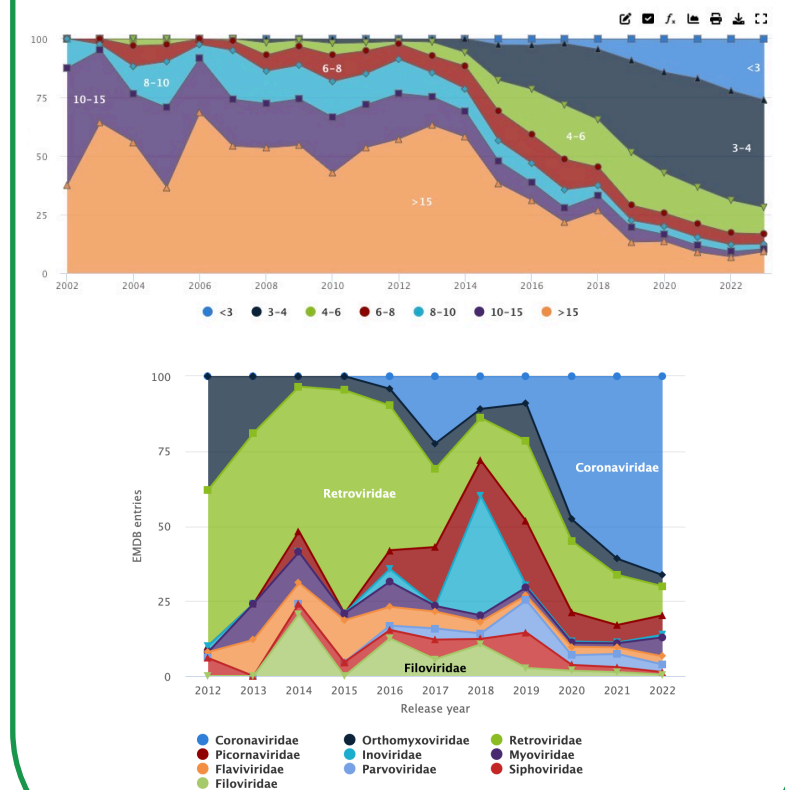 fx
100
<3
6-8
8-10
75
10-15
4-6
3-4
50
>15
25
0
2002 2004 2006 2008 2010 2012 2014 2016 2018 2020 2022
<3 3-4 4-6 6-8 8-10 10-15 >15
100
75
Coronaviridae
Retroviridae
50
EMDB entries
25
Filoviridae
0
2012 2013 2014 2015 2016 2017 2018 2019 2020 2021 2022
Release year
Coronaviridae Orthomyxoviridae Retroviridae
Picornaviridae Inoviridae Myoviridae
Flaviviridae Parvoviridae Siphoviridae
Filoviridae